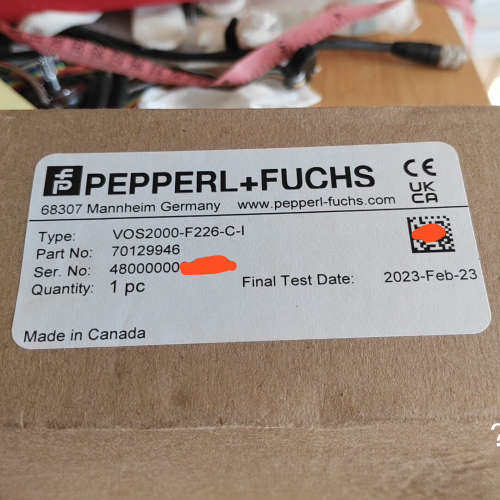 PEPPERL+FUCHS CE
UK
CA
68307 Mannheim Germany www.pepperl-fuchs.com
Type: VOS2000-F226-C-I
Part No: 70129946
Ser. No: 48000000
Quantity: 1 pc
Final Test Date: 2023-Feb-23
Made in Canada
?